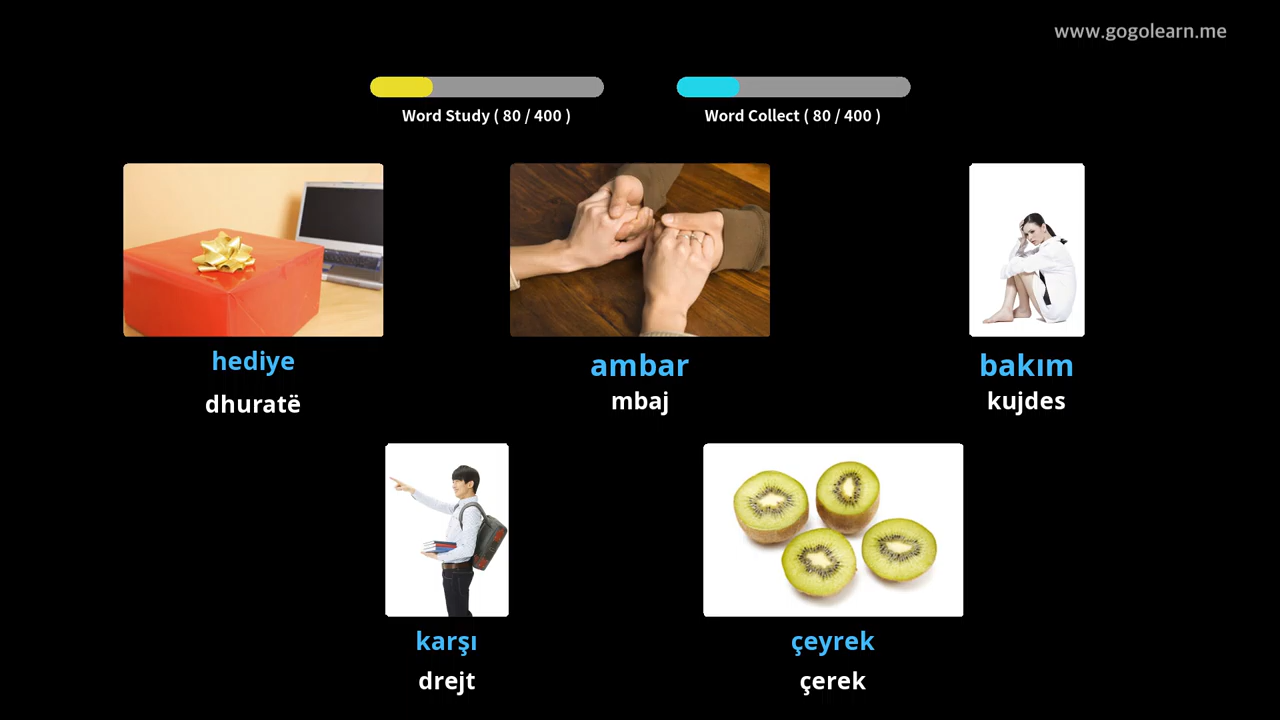 www.gogolearn.me
Word Study ( 80 / 400 )
Word Collect ( 80 / 400 )
hediye
dhuratë
ambar
mbaj
bakım
kujdes
karşı
drejt
çeyrek
çerek